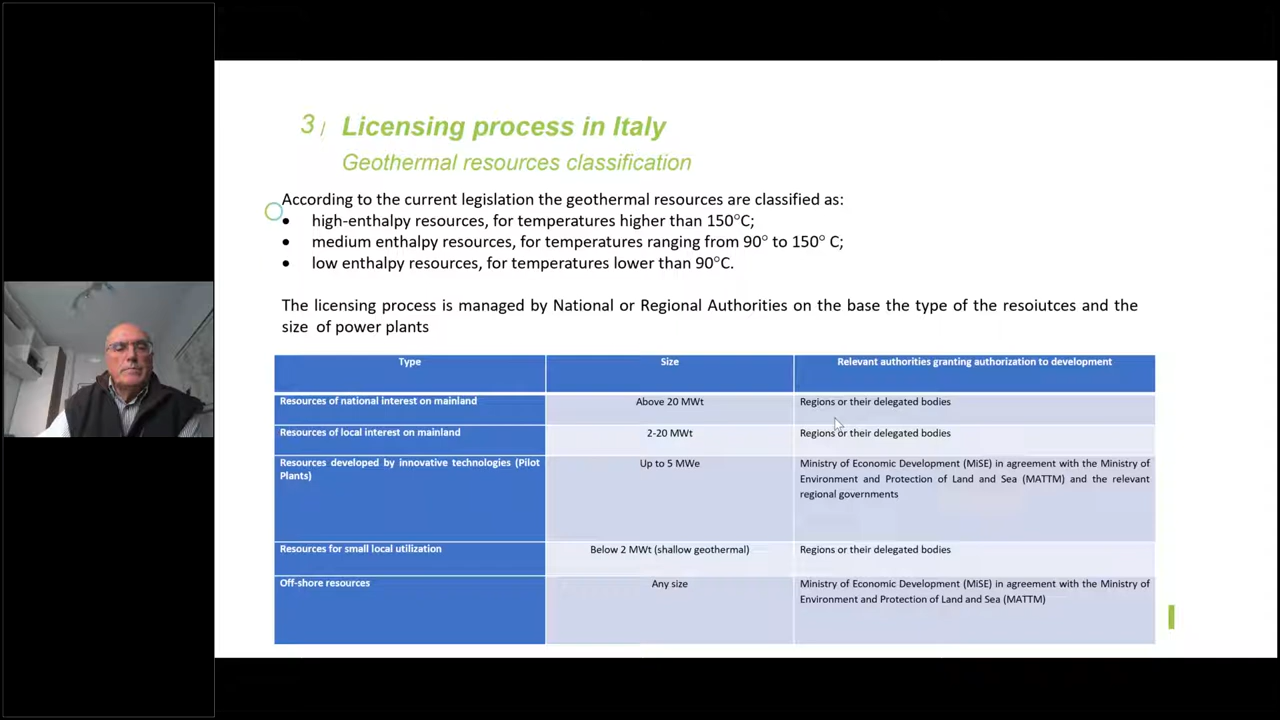 3 / Licensing process in Italy
Geothermal resources classification
According to the current legislation the geothermal resources are classified as:
• high-enthalpy resources, for temperatures higher than 150°C;
• medium enthalpy resources, for temperatures ranging from 90° to 150° C;
• low enthalpy resources, for temperatures lower than 90°C.
The licensing process is managed by National or Regional Authorities on the base the type of the resoiutces and the
size of power plants
Type Size Relevant authorities granting authorization to development
Resources of national interest on mainland Above 20 MWt Regions or their delegated bodies
Resources of local interest on mainland 2-20 MWt Regions or their delegated bodies
Resources developed by innovative technologies (Pilot Up to 5 MWe Ministry of Economic Development (MiSE) in agreement with the Ministry of
Plants) Environment and Protection of Land and Sea (MATTM) and the relevant
regional governments
Resources for small local utilization Below 2 MWt (shallow geothermal) Regions or their delegated bodies
Off-shore resources Any size Ministry of Economic Development (MiSE) in agreement with the Ministry of
Environment and Protection of Land and Sea (MATTM)